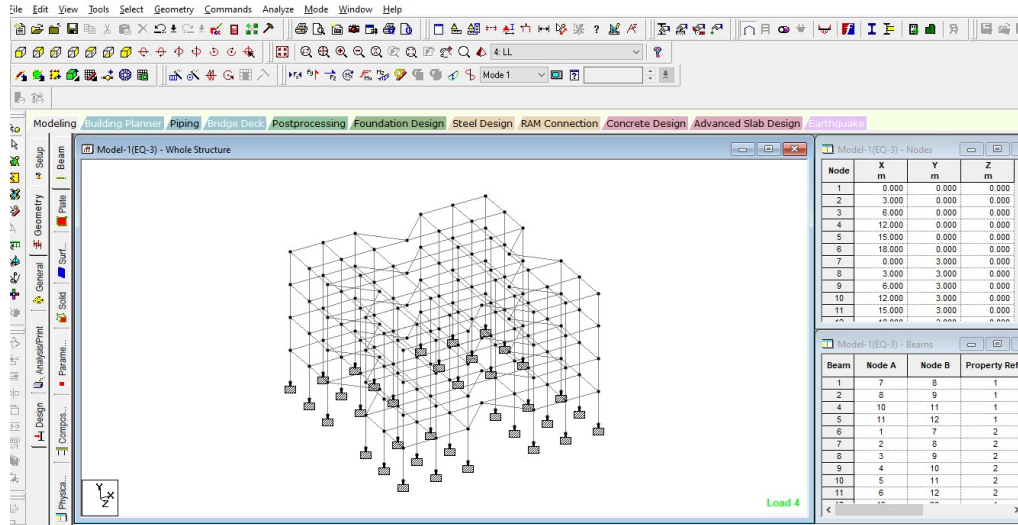 File Edit View Tools Select Geometry Commands Analyze Mode Window Help
4: LL
Mode 1
Modeling Building Planner Piping Bridge Deck Postprocessing Foundation Design Steel Design RAM Connection Concrete Design Advanced Slab Design Earthquake
Setup
Geometry
General
Analysis/Print
Design
Beam
Plate
Surf...
Solid
Parame...
Compos...
Physica...
Model-1(EQ-3) - Whole Structure
Y
X
Z
Load 4
Model-1(EQ-3) - Nodes
Node X m Y m Z m
1 0.000 0.000 0.000
2 3.000 0.000 0.000
3 6.000 0.000 0.000
4 12.000 0.000 0.000
5 15.000 0.000 0.000
6 18.000 0.000 0.000
7 0.000 3.000 0.000
8 3.000 3.000 0.000
9 6.000 3.000 0.000
10 12.000 3.000 0.000
11 15.000 3.000 0.000
Model-1(EQ-3) - Beams
Beam Node A Node B Property Ref
1 7 8 1
2 8 9 1
4 10 11 1
5 11 12 1
6 1 7 2
7 2 8 2
8 3 9 2
9 4 10 2
10 5 11 2
11 6 12 2